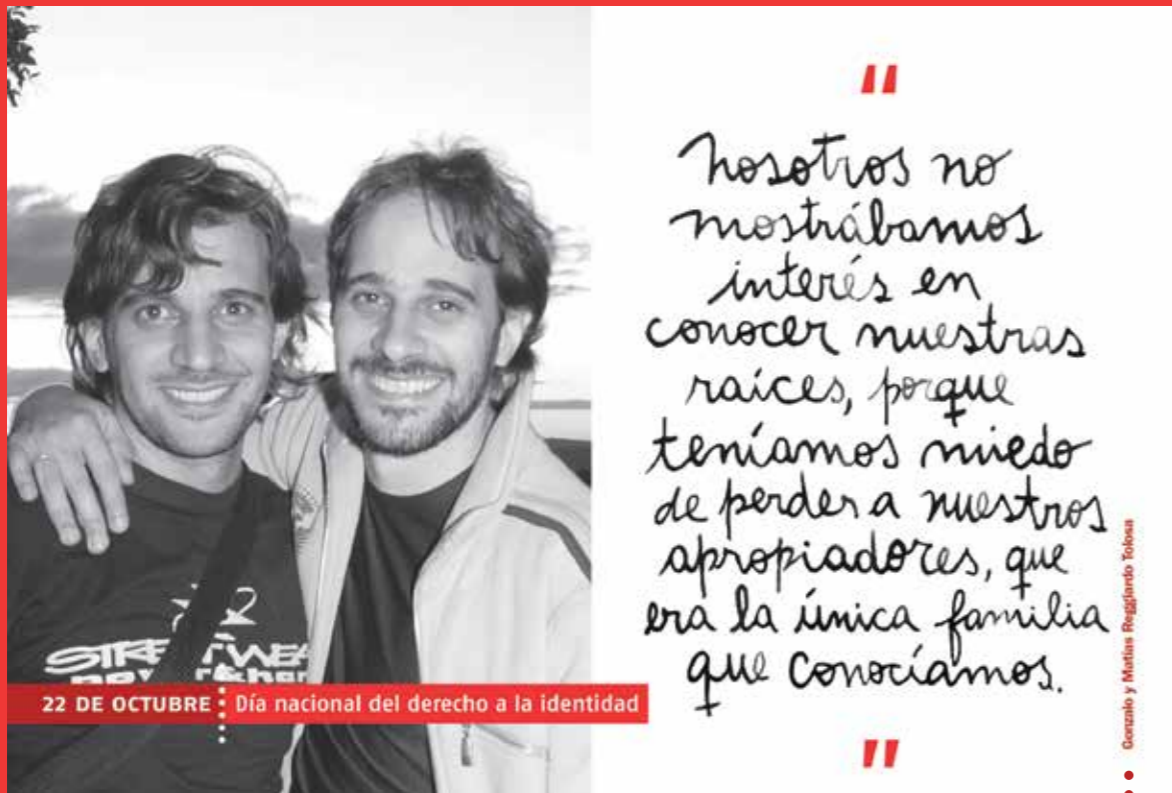 "
nosotros no
mostrábamos
interés en
conocer nuestras
raíces, porque
teníamos miedo
de perder a nuestros
apropiadores, que
era la única familia
que conocíamos.
"
Gonzalo y Matías Reggiardo Tolosa
22 DE OCTUBRE Día nacional del derecho a la identidad